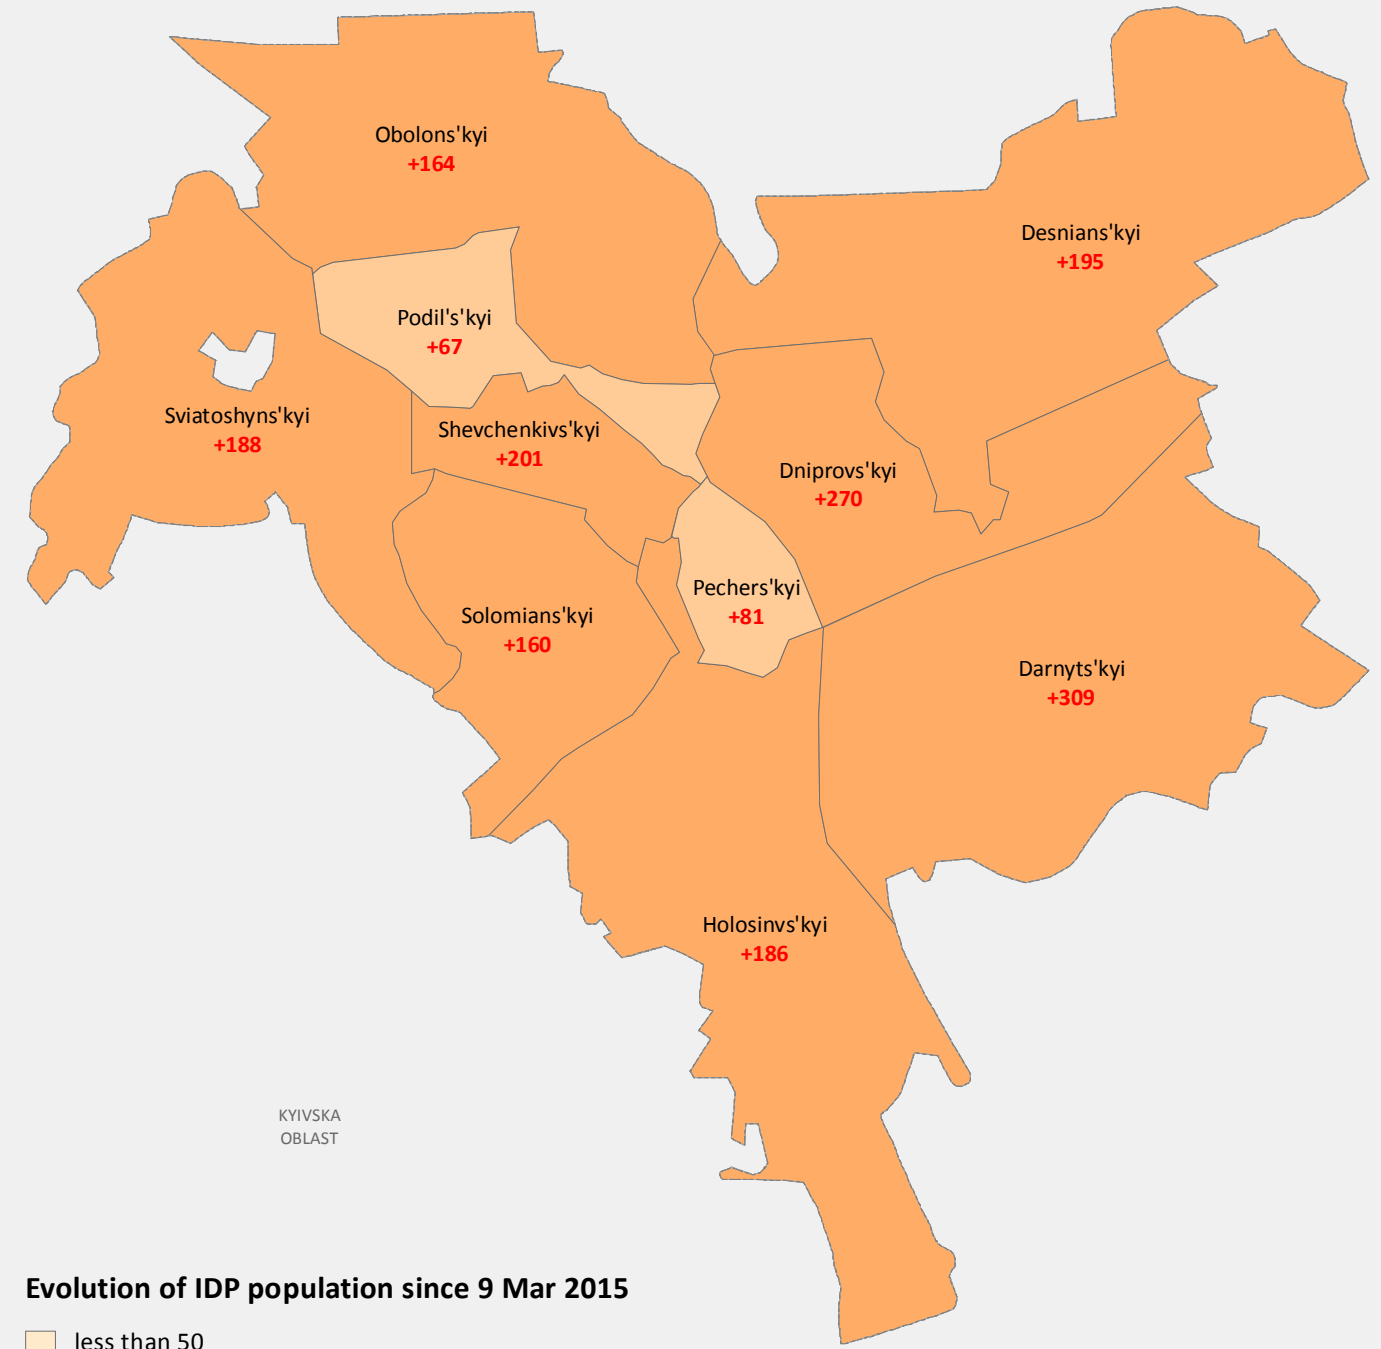 Obolons'kyi
+164
Desnians'kyi
+195
Podil's'kyi
+67
Sviatoshyns'kyi
+188
Shevchenkivs'kyi
+201
Dniprovs'kyi
+270
Pechers'kyi
+81
Solomians'kyi
+160
Darnyts'kyi
+309
Holosinvs'kyi
+186
KYIVSKA
OBLAST
Evolution of IDP population since 9 Mar 2015
less than 50